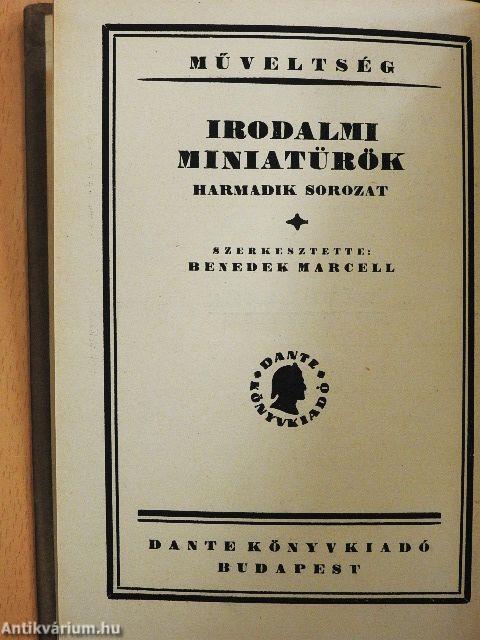 MŰVELTSÉG
IRODALMI
MINIATÜRÖK
HARMADIK SOROZAT
SZERKESZTETTE:
BENEDEK MARCELL
DANTE
KÖNYVKIADÓ
DANTE KÖNYVKIADÓ
BUDAPEST
Antikvárium.hu